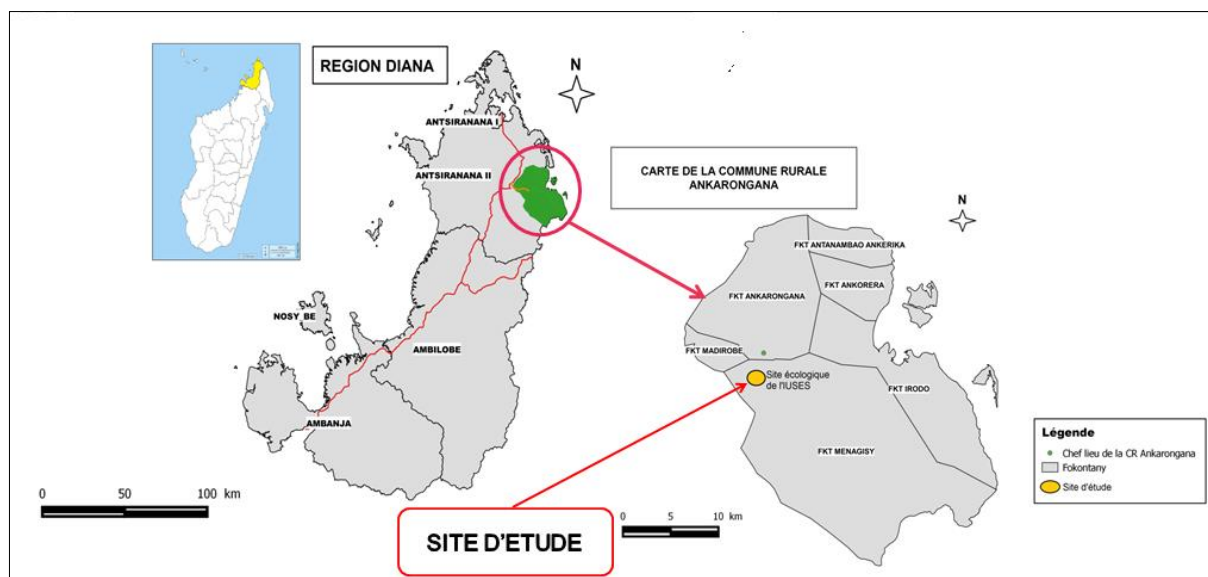 REGION DIANA
N
ANTSIRANANA I
ANTSIRANANA II
NOSY BE
AMBILOBE
AMBANJA
0 50 100 km
CARTE DE LA COMMUNE RURALE
ANKARONGANA
N
FKT ANTANAMBAO ANKERIKA
FKT ANKORERA
FKT ANKARONGANA
FKT MADIROBE
Site écologique
de l'IUSES
FKT IRODO
FKT MENAGISY
0 5 10 km
SITE D'ETUDE
Légende
Chef lieu de la CR Ankarongana
Fokontany
Site d'étude